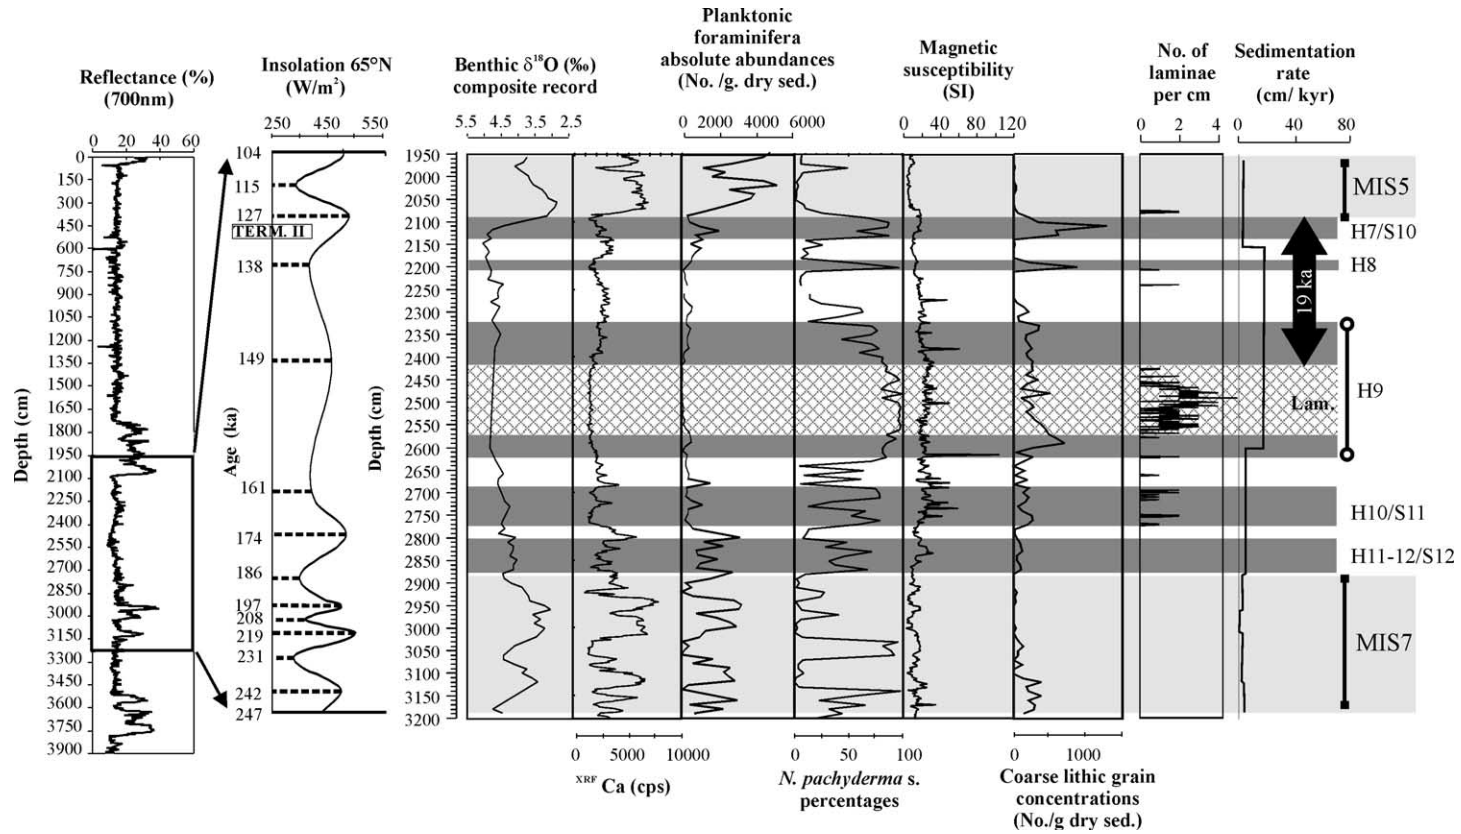 Reflectance (%)
(700nm)
0 20 40 60
Insolation 65°N
(W/m²)
250 350 450 550
Benthic δ¹⁸O (‰)
composite record
5.5 4.5 3.5 2.5
Planktonic
foraminifera
absolute abundances
(No. /g. dry sed.)
0 2000 4000 6000
Magnetic
susceptibility
(SI)
0 40 80 120
No. of
laminae
per cm
0 2 4
Sedimentation
rate
(cm/ kyr)
0 40 80
Depth (cm)
0
150
300
450
600
750
900
1050
1200
1350
1500
1650
1800
1950
2100
2250
2400
2550
2700
2850
3000
3150
3300
3450
3600
3750
3900
Age (ka)
104
115
127
TERM. II
138
149
161
174
186
197
208
219
231
242
247
Depth (cm)
1950
2000
2050
2100
2150
2200
2250
2300
2350
2400
2450
2500
2550
2600
2650
2700
2750
2800
2850
2900
2950
3000
3050
3100
3150
3200
MIS5
H7/S10
H8
19 ka
H9
Lam.
H10/S11
H11-12/S12
MIS7
0 5000 10000
XRF Ca (cps)
0 50 100
N. pachyderma s.
percentages
0 1000
Coarse lithic grain
concentrations
(No./g dry sed.)